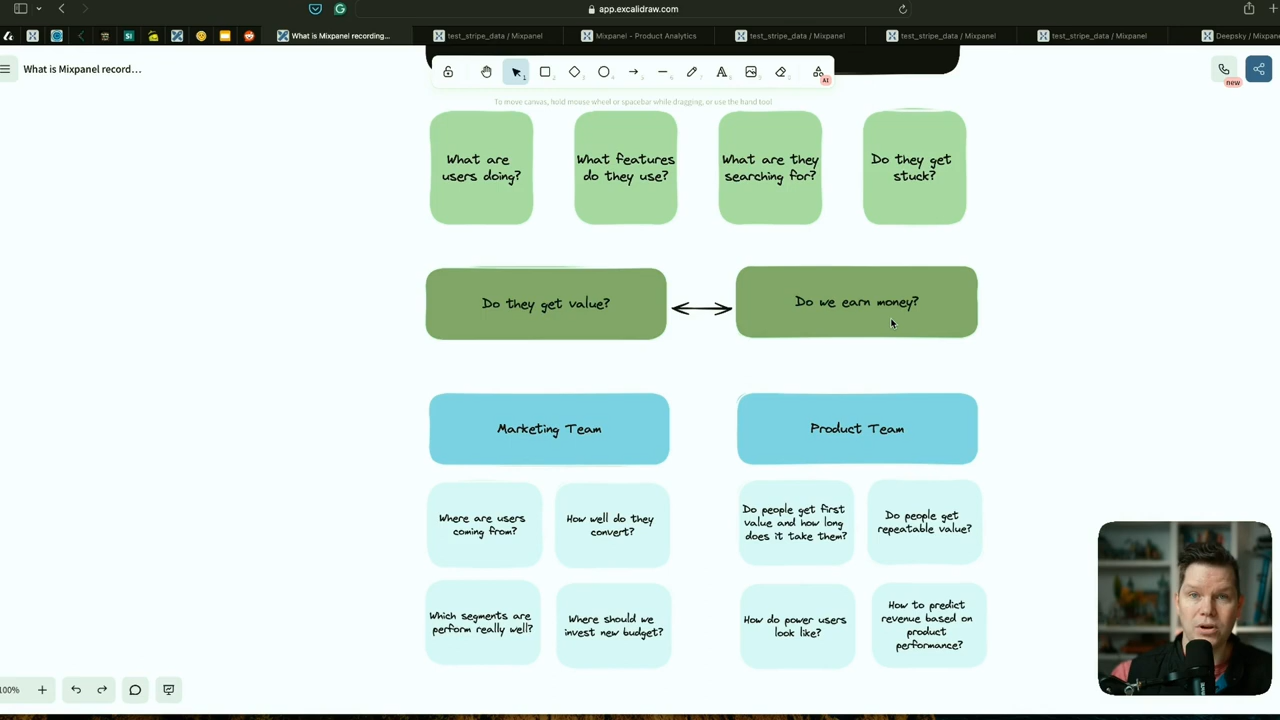 app.excalidraw.com
What is Mixpanel recording...
test_stripe_data / Mixpanel
Mixpanel - Product Analytics
test_stripe_data / Mixpanel
test_stripe_data / Mixpanel
test_stripe_data / Mixpanel
Deepsky / Mixpane
What is Mixpanel record...
new
AI
To move canvas, hold mouse wheel or spacebar while dragging, or use the hand tool
What are
users doing?
What features
do they use?
What are they
searching for?
Do they get
stuck?
Do they get value?
Do we earn money?
Marketing Team
Product Team
Where are users
coming from?
How well do they
convert?
Do people get first
value and how long
does it take them?
Do people get
repeatable value?
Which segments are
perform really well?
Where should we
invest new budget?
How do power users
look like?
How to predict
revenue based on
product
performance?
100%